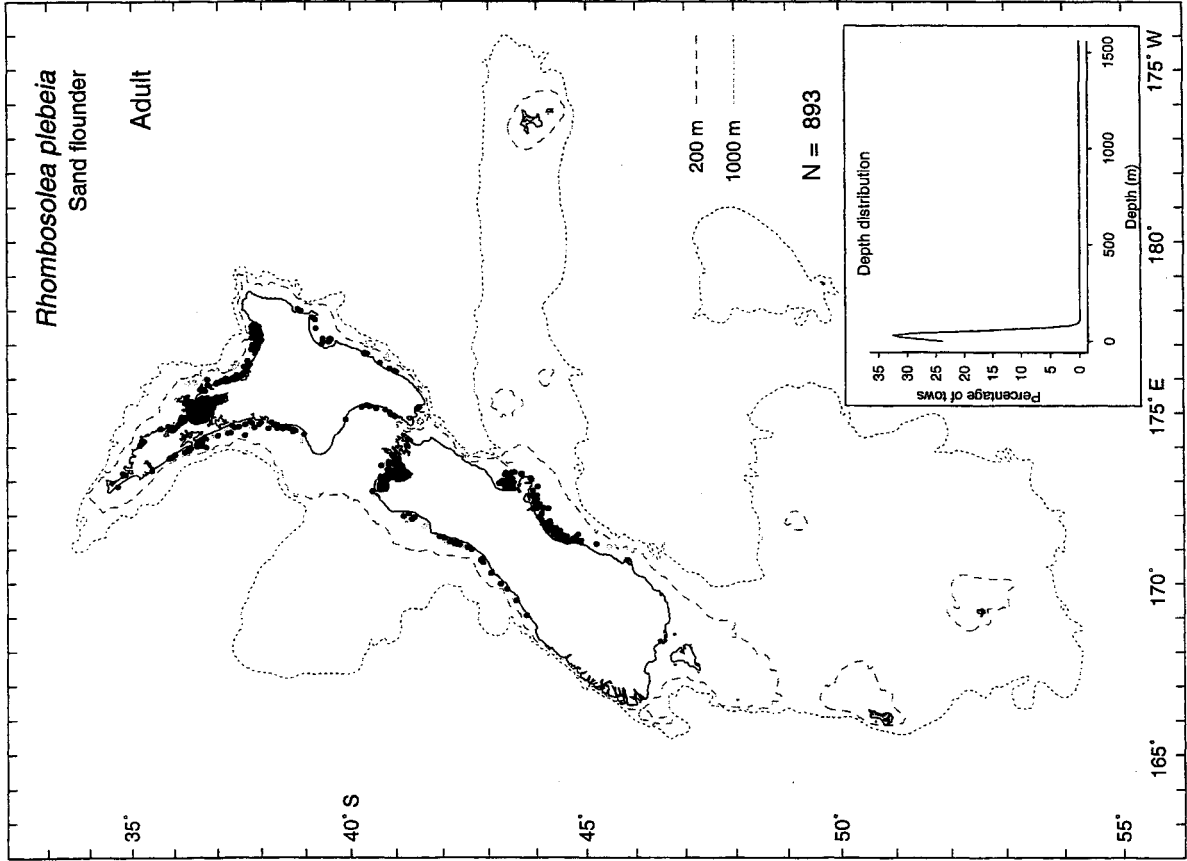 Rhombosolea plebeia
Sand flounder
Adult
35°
40° S
45°
50°
55°
165°
170°
175° E
180°
175° W
200 m
1000 m
N = 893
Depth distribution
Percentage of tows
35
30
25
20
15
10
5
0
0
500
1000
1500
Depth (m)